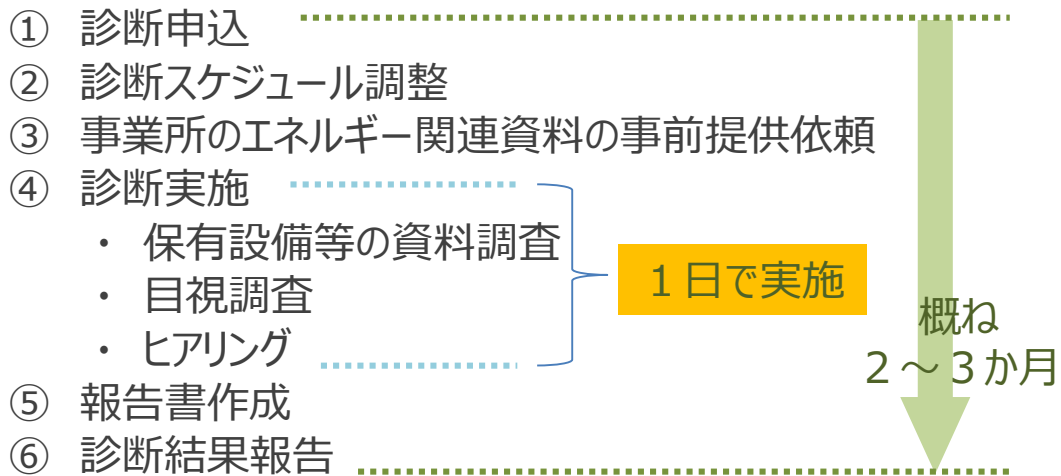 ① 診断申込
② 診断スケジュール調整
③ 事業所のエネルギー関連資料の事前提供依頼
④ 診断実施
・ 保有設備等の資料調査
・ 目視調査
・ ヒアリング
１日で実施
⑤ 報告書作成
⑥ 診断結果報告
概ね
２～３か月